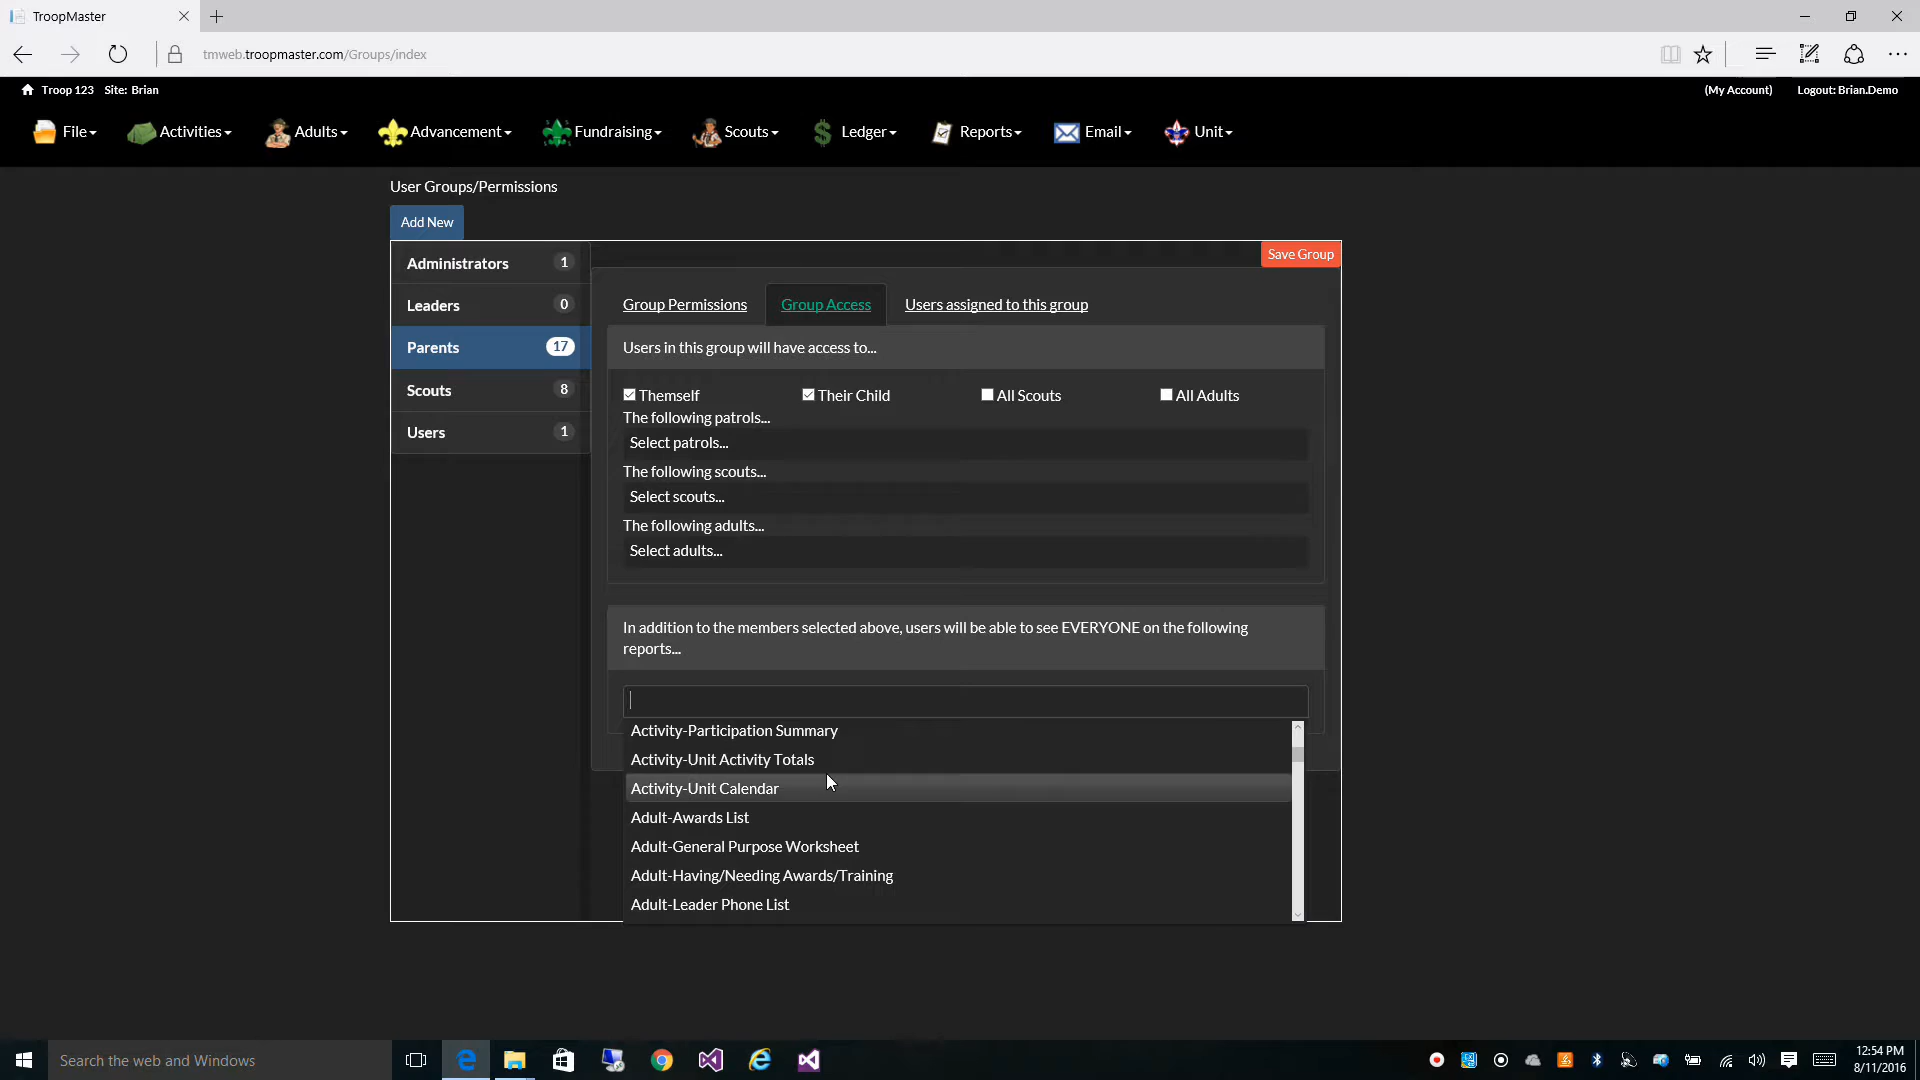 TroopMaster
tmweb.troopmaster.com/Groups/index
Troop 123 Site: Brian
(My Account) Logout: Brian.Demo
File Activities Adults Advancement Fundraising Scouts Ledger Reports Email Unit
User Groups/Permissions
Add New
Save Group
Administrators 1
Leaders 0
Parents 17
Scouts 8
Users 1
Group Permissions Group Access Users assigned to this group
Users in this group will have access to...
Themself Their Child All Scouts All Adults
The following patrols...
Select patrols...
The following scouts...
Select scouts...
The following adults...
Select adults...
In addition to the members selected above, users will be able to see EVERYONE on the following
reports...
Activity-Participation Summary
Activity-Unit Activity Totals
Activity-Unit Calendar
Adult-Awards List
Adult-General Purpose Worksheet
Adult-Having/Needing Awards/Training
Adult-Leader Phone List
Search the web and Windows
12:54 PM
8/11/2016